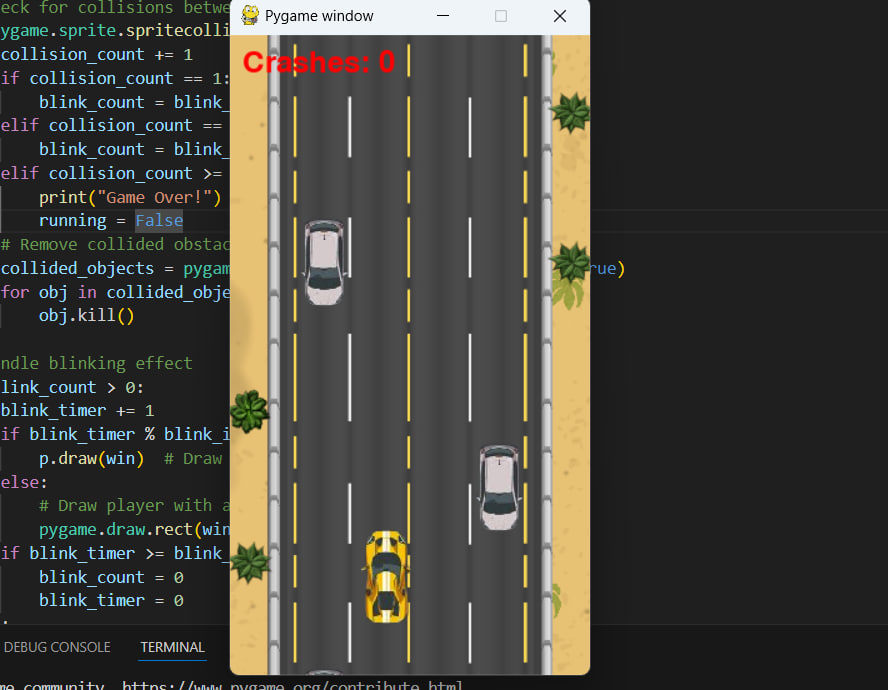 eck for collisions betwe
Pygame window
ygame.sprite.spritecolli
Crashes: 0
collision_count += 1
if collision_count == 1:
blink_count = blink_
elif collision_count ==
blink_count = blink_
elif collision_count >=
print("Game Over!")
running = False
# Remove collided obstac
collided_objects = pygam
rue)
for obj in collided_obje
obj.kill()
ndle blinking effect
link_count > 0:
blink_timer += 1
if blink_timer % blink_i
p.draw(win)  # Draw
else:
# Draw player with a
pygame.draw.rect(win
if blink_timer >= blink_
blink_count = 0
blink_timer = 0
DEBUG CONSOLE TERMINAL
me community. https://www.pygame.org/contribute.html